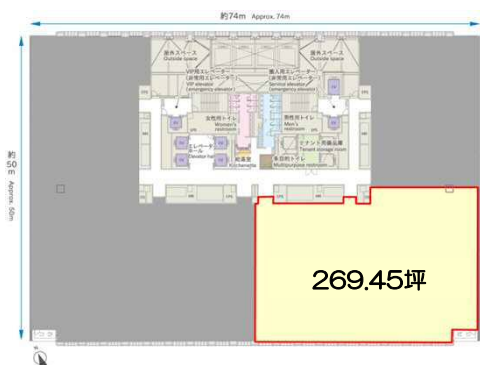 約74m Approx. 74m
屋外スペース
Outside space
屋外スペース
Outside space
VIP用エレベーター
(非常用エレベーター)
VIP elevator
(emergency elevator)
搬入用エレベーター
(非常用エレベーター)
Service elevator
(emergency elevator)
女性用トイレ
Women's
restroom
男性用トイレ
Men's
restroom
エレベーター
ホール
Elevator hall
給湯室
Kitchenette
多目的トイレ
Multipurpose restroom
テナント用備品庫
Tenant storage room
約50m Approx. 50m
269.45坪